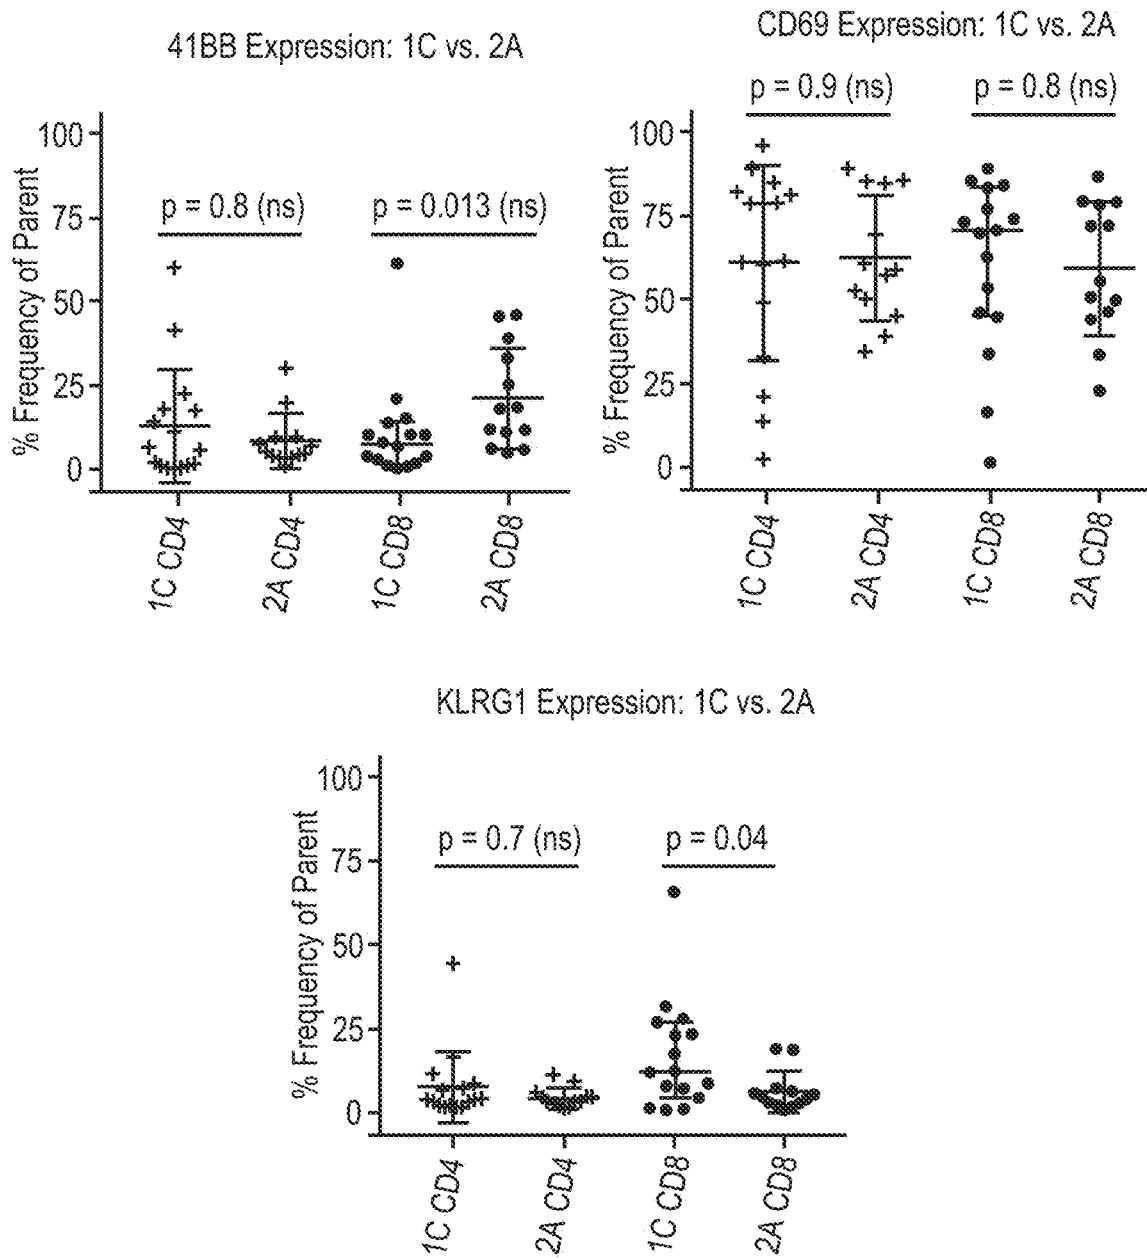 41BB Expression: 1C vs. 2A
% Frequency of Parent
100
75
50
25
0
p = 0.8 (ns)
p = 0.013 (ns)
1C CD4
2A CD4
1C CD8
2A CD8
CD69 Expression: 1C vs. 2A
% Frequency of Parent
100
75
50
25
0
p = 0.9 (ns)
p = 0.8 (ns)
1C CD4
2A CD4
1C CD8
2A CD8
KLRG1 Expression: 1C vs. 2A
% Frequency of Parent
100
75
50
25
0
p = 0.7 (ns)
p = 0.04
1C CD4
2A CD4
1C CD8
2A CD8